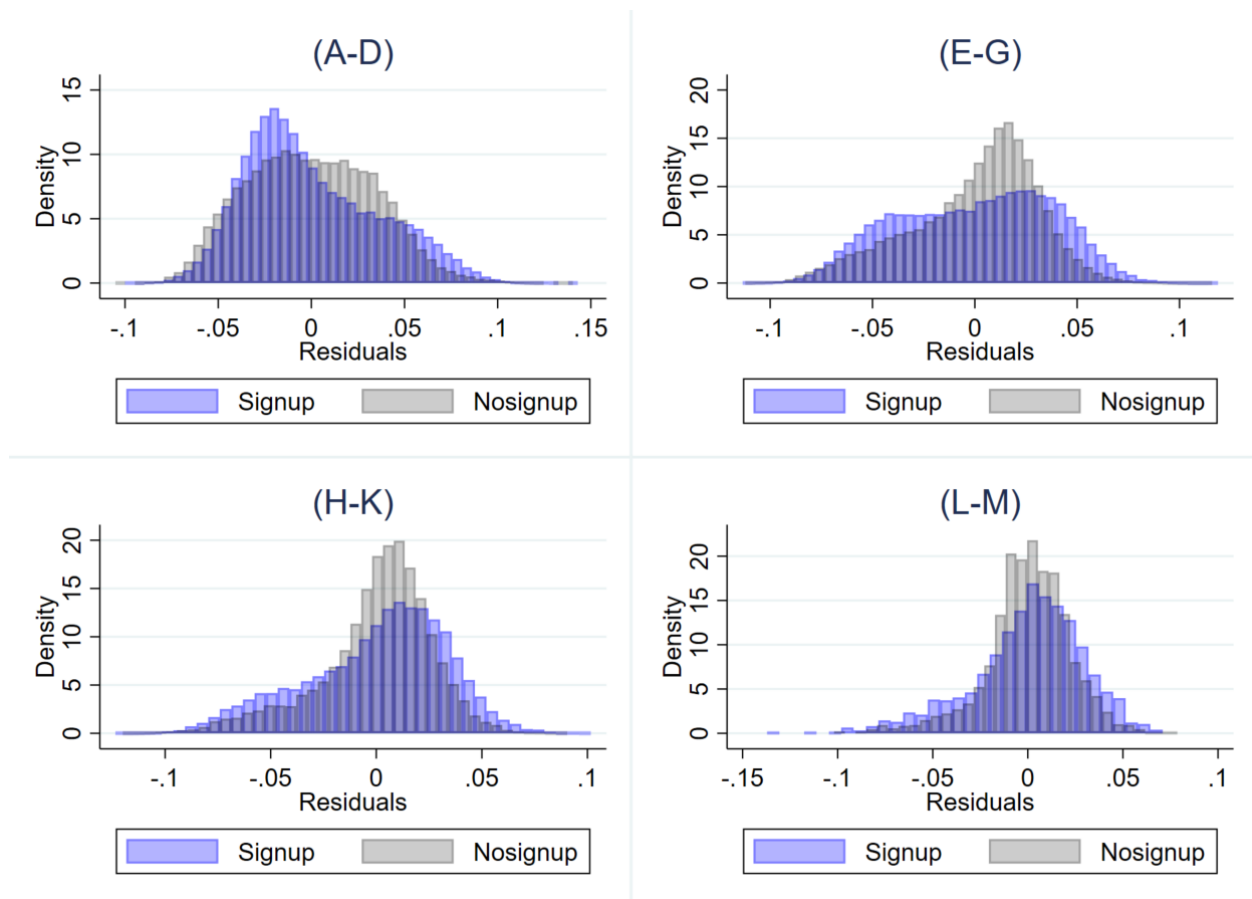 (A-D)
15
10
5
0
Density
-.1 -.05 0 .05 .1 .15
Residuals
Signup Nosignup
(E-G)
20
15
10
5
0
Density
-.1 -.05 0 .05 .1
Residuals
Signup Nosignup
(H-K)
20
15
10
5
0
Density
-.1 -.05 0 .05 .1
Residuals
Signup Nosignup
(L-M)
20
15
10
5
0
Density
-.15 -.1 -.05 0 .05 .1
Residuals
Signup Nosignup